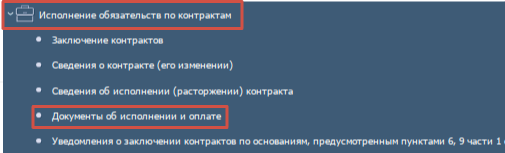 Исполнение обязательств по контрактам
Заключение контрактов
Сведения о контракте (его изменении)
Сведения об исполнении (расторжении) контракта
Документы об исполнении и оплате
Уведомления о заключении контрактов по основаниям, предусмотренным пунктами 6, 9 части 1